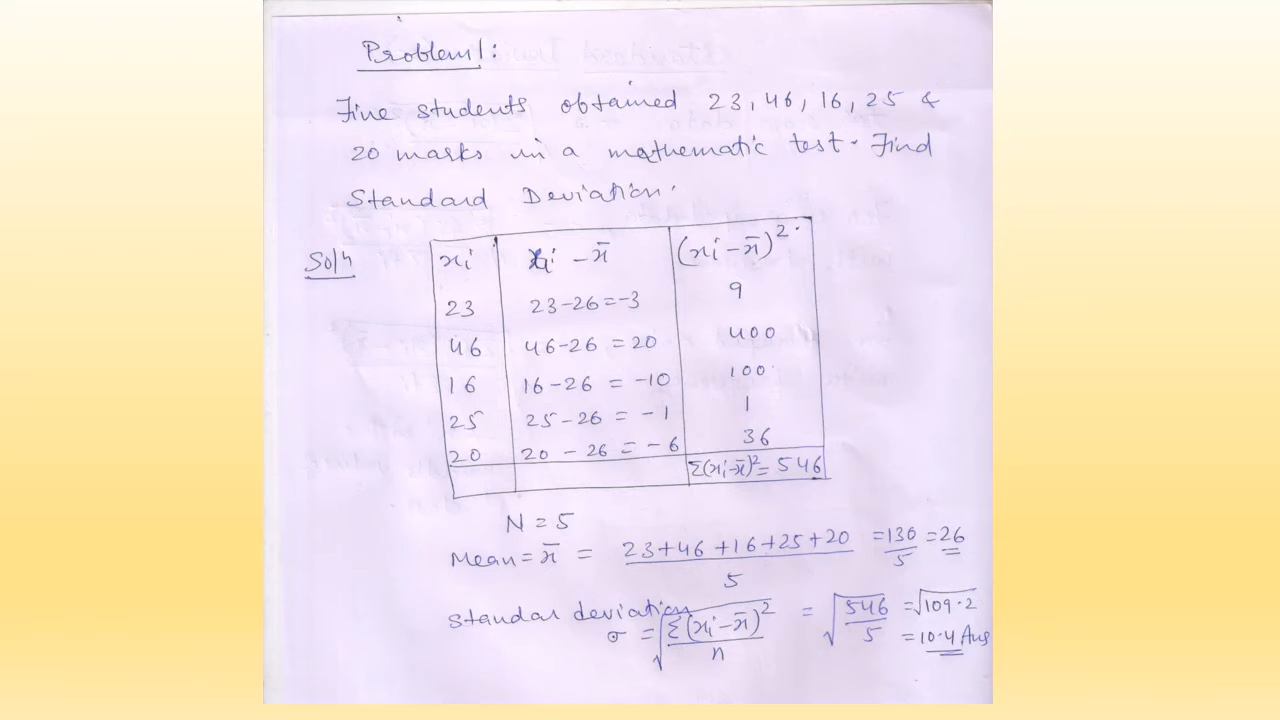 Problem 1:
Five students obtained 23, 46, 16, 25 &
20 marks in a mathematic test. Find
Standard Deviation.
Soln
xi xi - x̄ (xi - x̄)²
23 23-26=-3 9
46 46-26 = 20 400
16 16-26 = -10 100
25 25-26 = -1 1
20 20 - 26 = -6 36
Σ(xi-x̄)² = 546
N = 5
Mean = x̄ = 23+46+16+25+20 / 5 = 130 / 5 = 26
Standar deviation
σ = √Σ(xi-x̄)² / n = √546 / 5 = √109.2
= 10.4 Ans